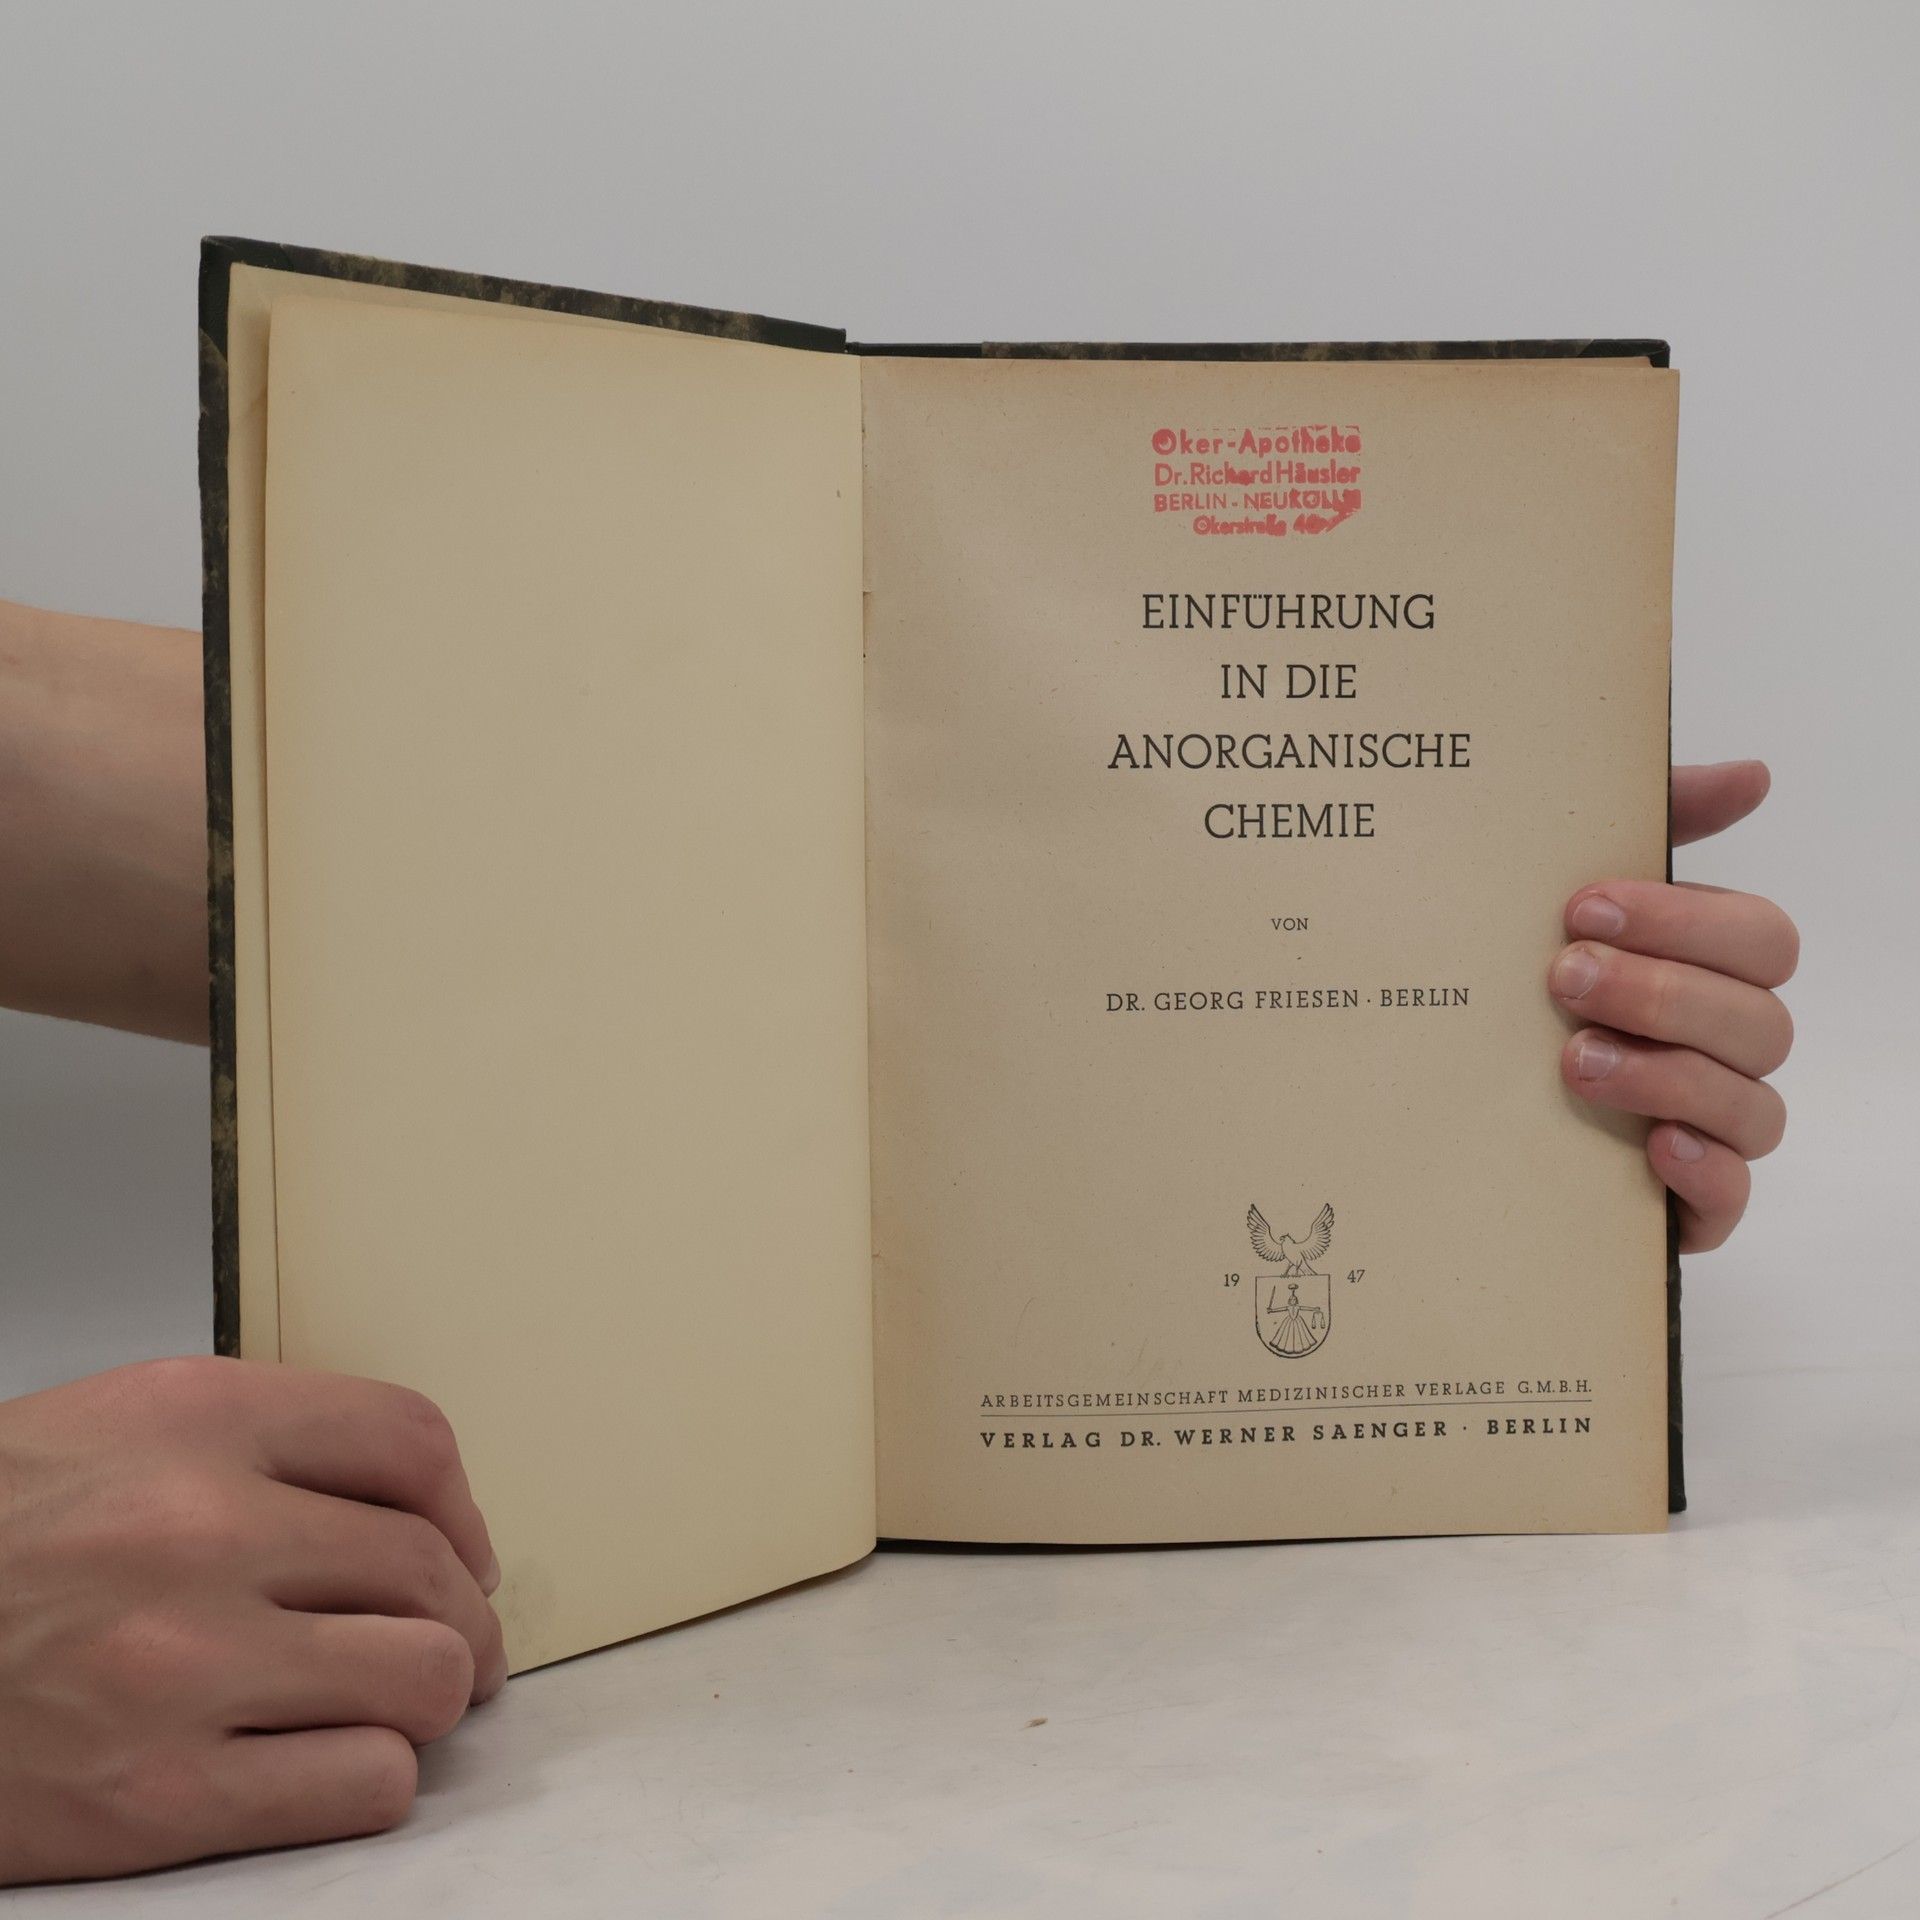 Oker-Apotheke
Dr. Richard Häusler
BERLIN-NEUKÖLLN
Okerstraße
EINFÜHRUNG
IN DIE
ANORGANISCHE
CHEMIE
VON
DR. GEORG FRIESEN · BERLIN
19 47
ARBEITSGEMEINSCHAFT MEDIZINISCHER VERLAGE G.M.B.H.
VERLAG DR. WERNER SAENGER · BERLIN